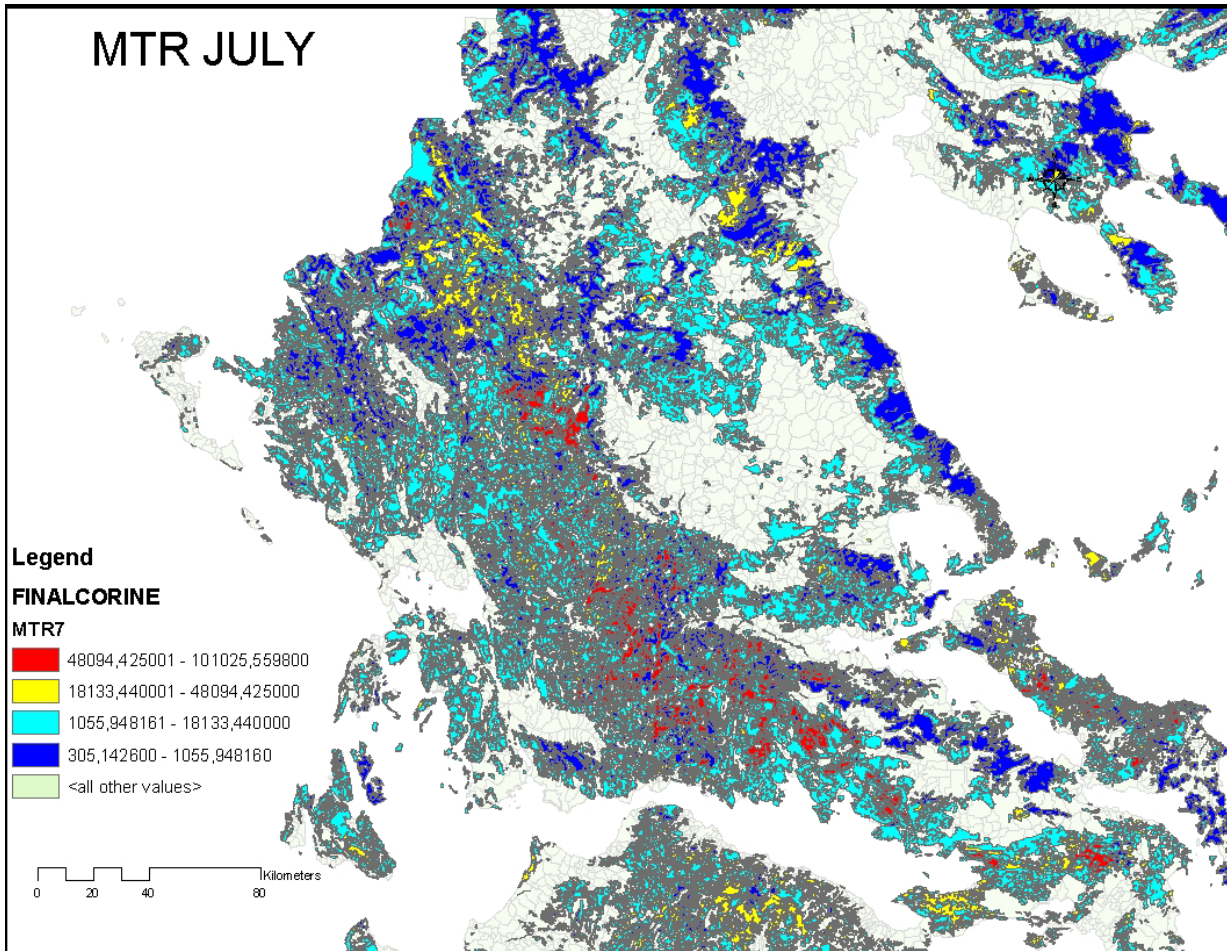 MTR JULY
Legend
FINALCORINE
MTR7
48094,425001 - 101025,559800
18133,440001 - 48094,425000
1055,948161 - 18133,440000
305,142600 - 1055,948160
<all other values>
Kilometers
0 20 40 80